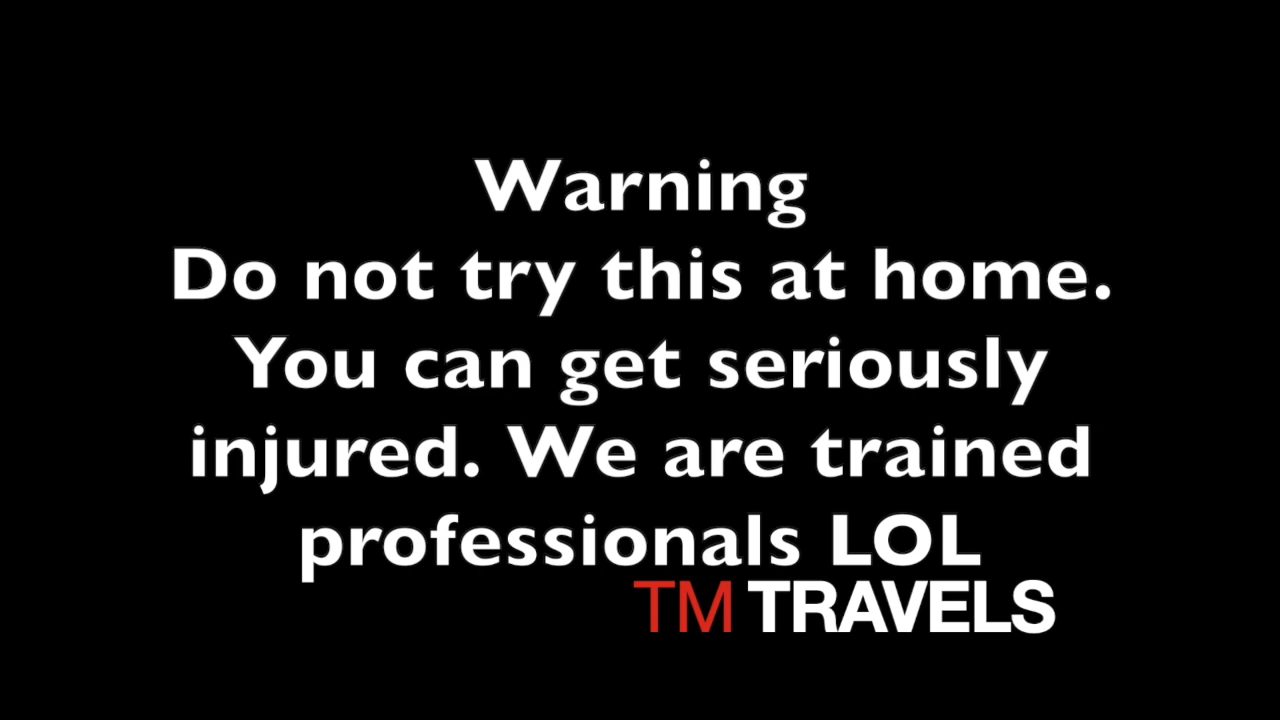 Warning
Do not try this at home.
You can get seriously
injured. We are trained
professionals LOL
TM TRAVELS